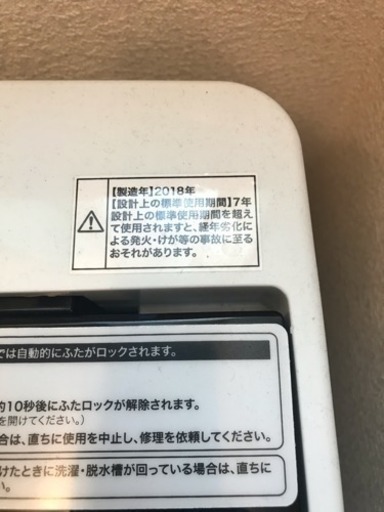 【製造年】2018年
【設計上の標準使用期間】7年
設計上の標準使用期間を超え
て使用されますと、経年劣化に
よる発火・けが等の事故に至る
おそれがあります。
では自動的にふたがロックされます。
約10秒後にふたロックが解除されます。
を開けてください。）
合は、直ちに使用を中止し、修理を依頼してください。
けたときに洗濯・脱水槽が回っている場合は、直ちに
い。